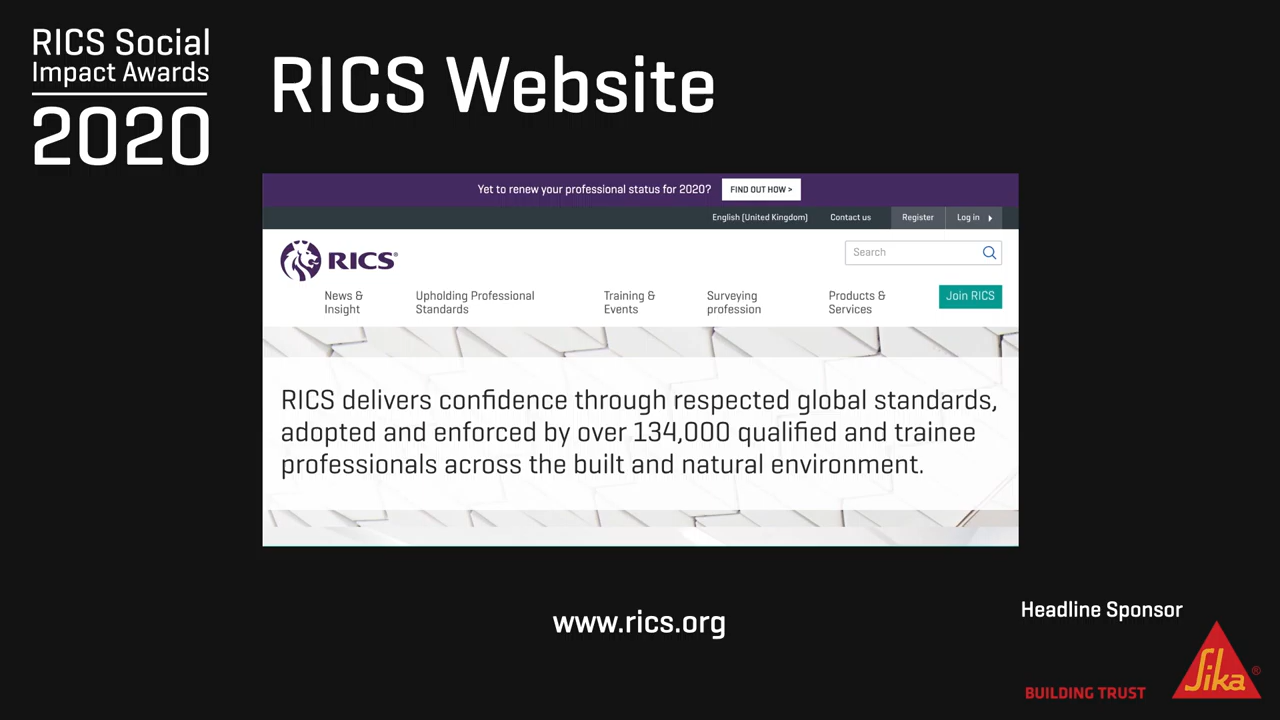 RICS Social
Impact Awards
2020
RICS Website
Yet to renew your professional status for 2020? FIND OUT HOW >
English [United Kingdom] Contact us Register Log in
RICS®
Search
News & Insight
Upholding Professional Standards
Training & Events
Surveying profession
Products & Services
Join RICS
RICS delivers confidence through respected global standards,
adopted and enforced by over 134,000 qualified and trainee
professionals across the built and natural environment.
www.rics.org
Headline Sponsor
BUILDING TRUST
Sika®